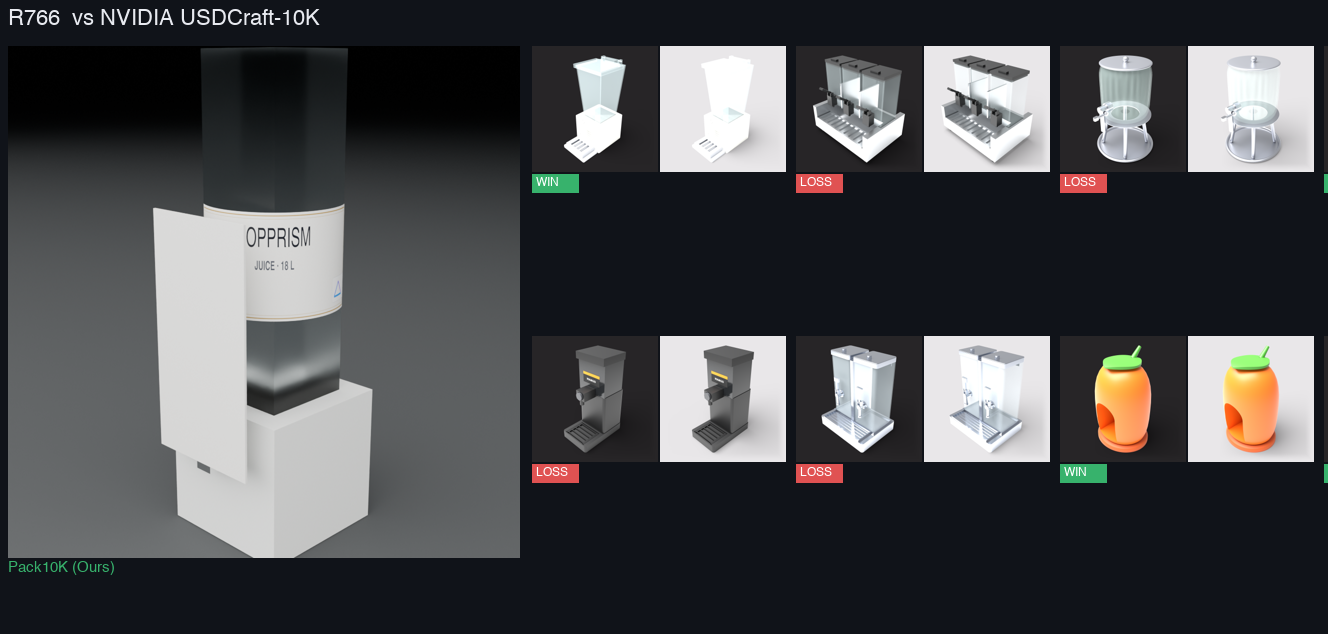 R766 vs NVIDIA USDCraft-10K
OPPRISM
JUICE · 18 L
WIN
LOSS
LOSS
LOSS
LOSS
WIN
Pack10K (Ours)